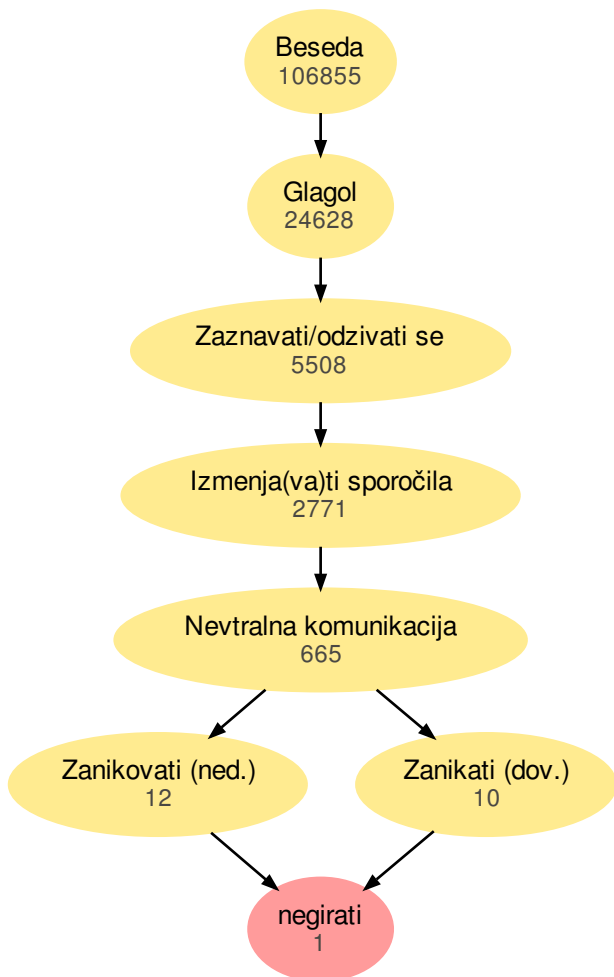 Beseda
106855
Glagol
24628
Zaznavati/odzivati se
5508
Izmenja(va)ti sporočila
2771
Nevtralna komunikacija
665
Zanikovati (ned.)
12
Zanikati (dov.)
10
negirati
1